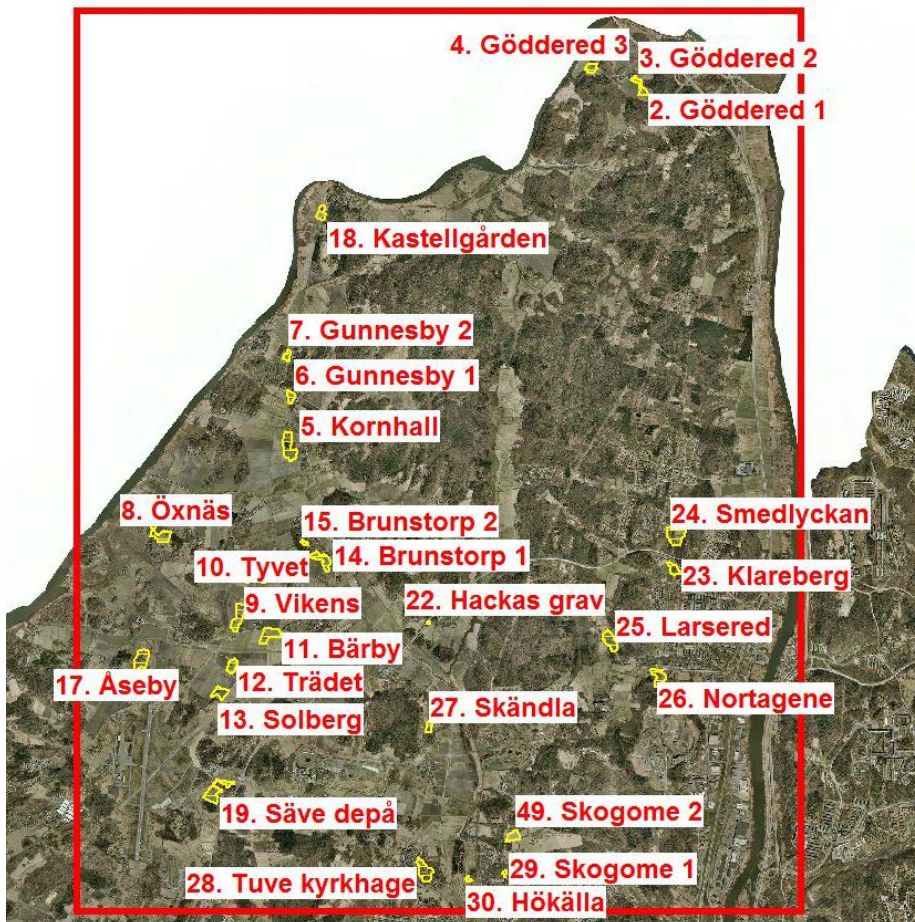 4. Göddered 3
3. Göddered 2
2. Göddered 1
18. Kastellgården
7. Gunnesby 2
6. Gunnesby 1
5. Kornhall
8. Öxnäs
15. Brunstorp 2
24. Smedlyckan
14. Brunstorp 1
10. Tyvet
23. Klareberg
9. Vikens
22. Hackas grav
25. Larsered
11. Bärby
17. Åseby
12. Trädet
26. Nortagene
13. Solberg
27. Skändla
19. Säve depå
49. Skogome 2
28. Tuve kyrkhage
29. Skogome 1
30. Hökälla